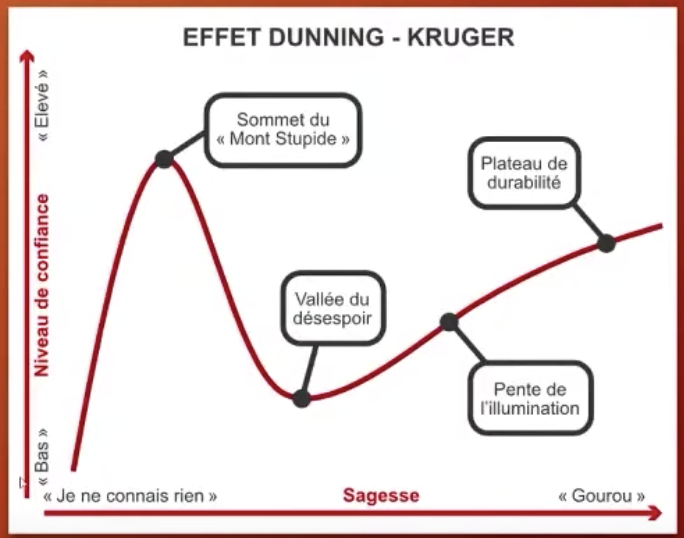 EFFET DUNNING - KRUGER
« Elevé »
Sommet du
« Mont Stupide »
Plateau de
durabilité
Niveau de confiance
Vallée du
désespoir
Pente de
l'illumination
« Bas »
« Je ne connais rien »
Sagesse
« Gourou »